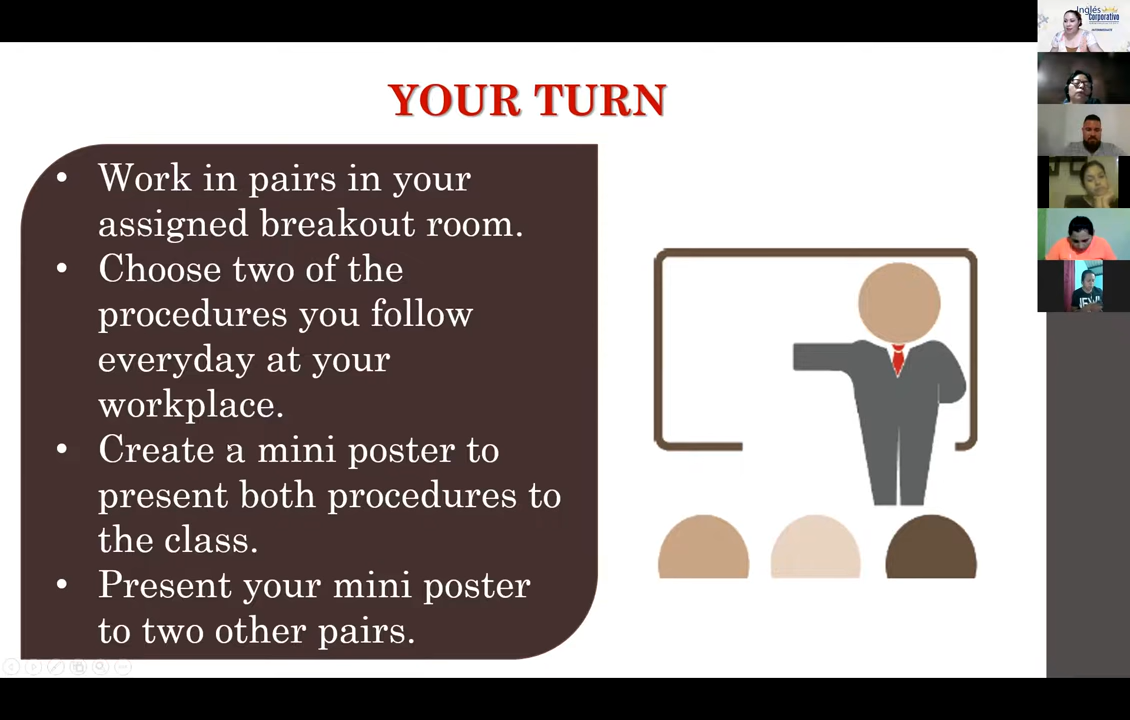 Inglés
Corporativo
YOUR TURN
• Work in pairs in your
assigned breakout room.
• Choose two of the
procedures you follow
everyday at your
workplace.
• Create a mini poster to
present both procedures to
the class.
• Present your mini poster
to two other pairs.